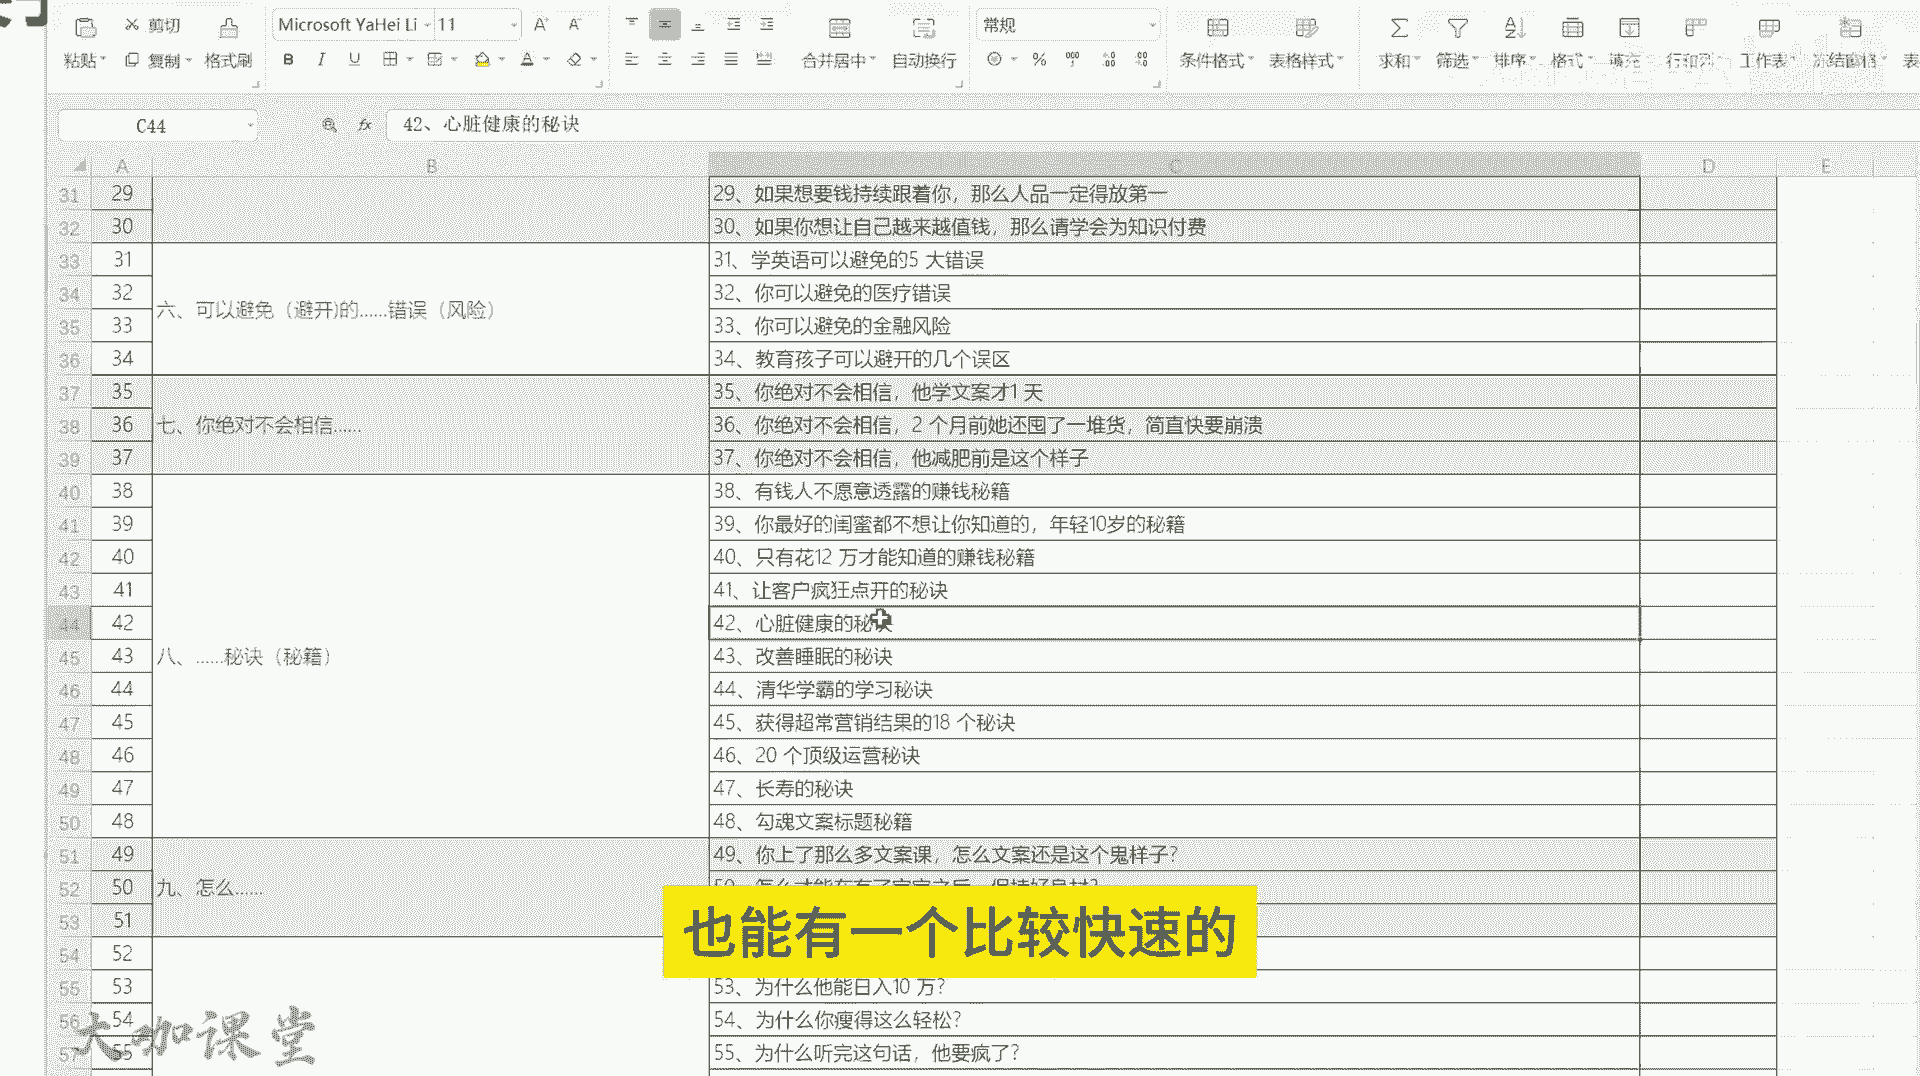 剪切
Microsoft YaHei Li 11 A⁺ A⁻
常规
粘贴 复制 格式刷 B I U A
合并居中 自动换行
%
条件格式 表格样式 求和 筛选 排序 格式 填充 行和列 工作表 冻结窗格 表
C44 fx 42、心脏健康的秘诀
A B C D E
31 29 29、如果想要钱持续跟着你，那么人品一定得放第一
32 30 30、如果你想让自己越来越值钱，那么请学会为知识付费
33 31 31、学英语可以避免的5 大错误
34 32 32、你可以避免的医疗错误
六、可以避免（避开)的......错误（风险）
35 33 33、你可以避免的金融风险
36 34 34、教育孩子可以避开的几个误区
37 35 35、你绝对不会相信，他学文案才1 天
38 36 七、你绝对不会相信...... 36、你绝对不会相信，2 个月前她还囤了一堆货，简直快要崩溃
39 37 37、你绝对不会相信，他减肥前是这个样子
40 38 38、有钱人不愿意透露的赚钱秘籍
41 39 39、你最好的闺蜜都不想让你知道的，年轻10岁的秘籍
42 40 40、只有花12 万才能知道的赚钱秘籍
43 41 41、让客户疯狂点开的秘诀
44 42 42、心脏健康的秘诀
45 43 八、......秘诀（秘籍） 43、改善睡眠的秘诀
46 44 44、清华学霸的学习秘诀
47 45 45、获得超常营销结果的18 个秘诀
48 46 46、20 个顶级运营秘诀
49 47 47、长寿的秘诀
50 48 48、勾魂文案标题秘籍
51 49 49、你上了那么多文案课，怎么文案还是这个鬼样子？
52 50 九、怎么...... 50、怎么才能在有了宝宝之后，保持好身材？
53 51
也能有一个比较快速的
54 52
55 53 53、为什么他能日入10 万？
56 54 54、为什么你瘦得这么轻松？
57 55 55、为什么听完这句话，他要疯了？
大咖课堂